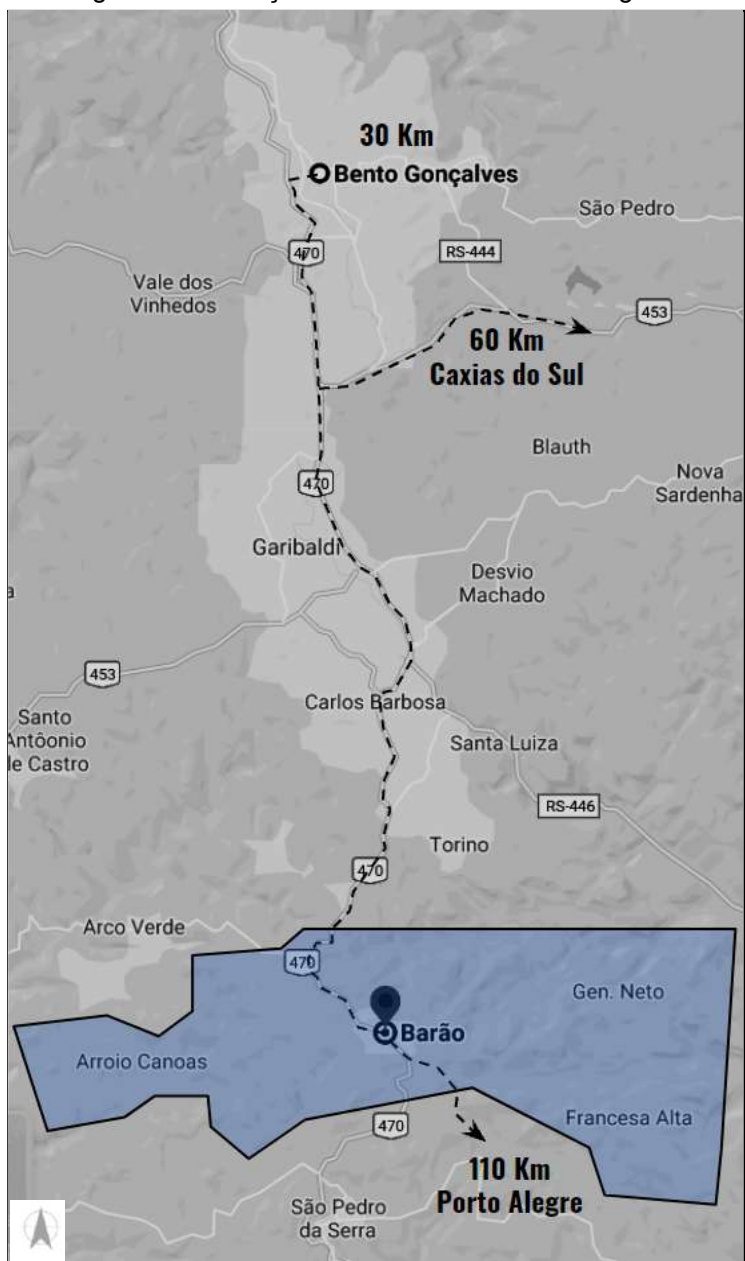 30 Km
Bento Gonçalves
São Pedro
470
RS-444
Vale dos
Vinhedos
453
60 Km
Caxias do Sul
Blauth
470
Nova
Sardenha
Garibaldi
Desvio
Machado
453
Carlos Barbosa
Santo
Antôonio
de Castro
Santa Luiza
RS-446
Torino
470
Arco Verde
470
Gen. Neto
Barão
Arroio Canoas
Francesa Alta
470
110 Km
Porto Alegre
São Pedro
da Serra